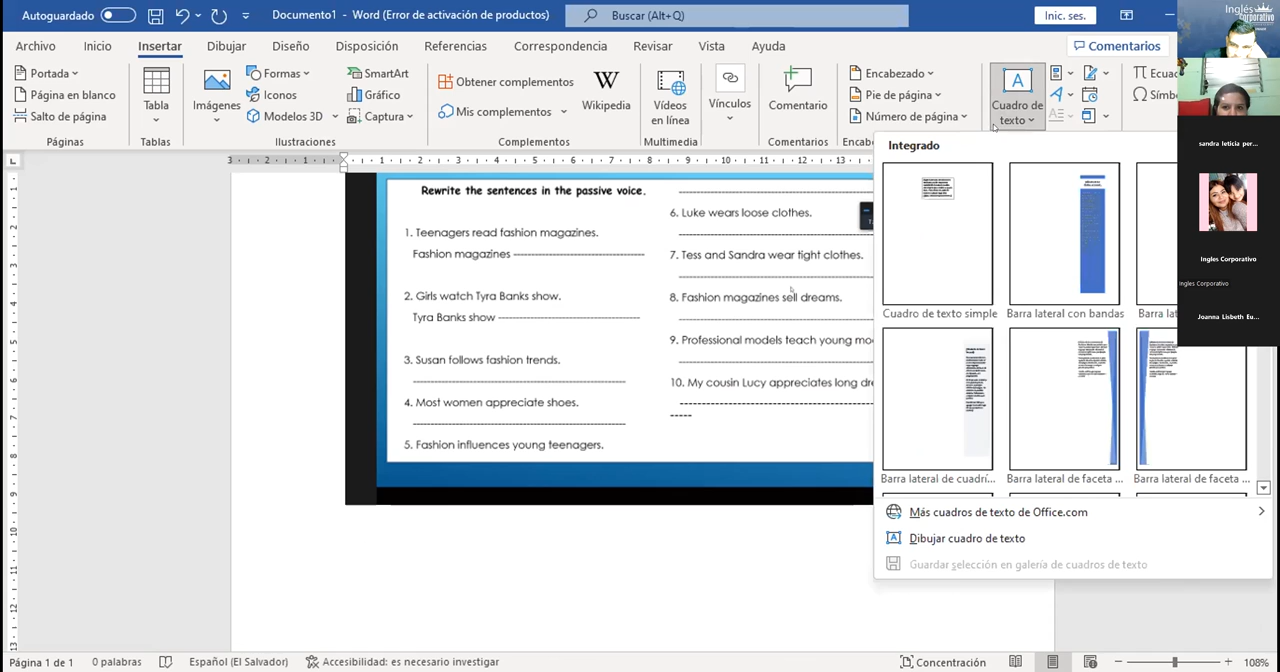 Autoguardado
Documento1 - Word (Error de activación de productos)
Buscar (Alt+Q)
Inic. ses.
Inglés
Corporativo
Archivo Inicio Insertar Dibujar Diseño Disposición Referencias Correspondencia Revisar Vista Ayuda
Comentarios
Portada
Página en blanco
Salto de página
Páginas
Tabla
Tablas
Imágenes
Formas
Iconos
Modelos 3D
SmartArt
Gráfico
Captura
Ilustraciones
Obtener complementos
Mis complementos
Wikipedia
Complementos
Vídeos
en línea
Multimedia
Vínculos
Comentario
Comentarios
Encabezado
Pie de página
Número de página
Cuadro de
texto
Rewrite the sentences in the passive voice.
1. Teenagers read fashion magazines.
Fashion magazines
2. Girls watch Tyra Banks show.
Tyra Banks show
3. Susan follows fashion trends.
4. Most women appreciate shoes.
5. Fashion influences young teenagers.
6. Luke wears loose clothes.
7. Tess and Sandra wear tight clothes.
8. Fashion magazines sell dreams.
9. Professional models teach young mo
10. My cousin Lucy appreciates long dre
Integrado
Cuadro de texto simple
Barra lateral con bandas
Barra lat
Barra lateral de cuadrí...
Barra lateral de faceta ...
Barra lateral de faceta ...
Más cuadros de texto de Office.com
Dibujar cuadro de texto
Guardar selección en galería de cuadros de texto
sandra leticia per...
Ingles Corporativo
Ingles Corporativo
Joanna Lisbeth Eu...
Página 1 de 1
0 palabras
Español (El Salvador)
Accesibilidad: es necesario investigar
Concentración
108%